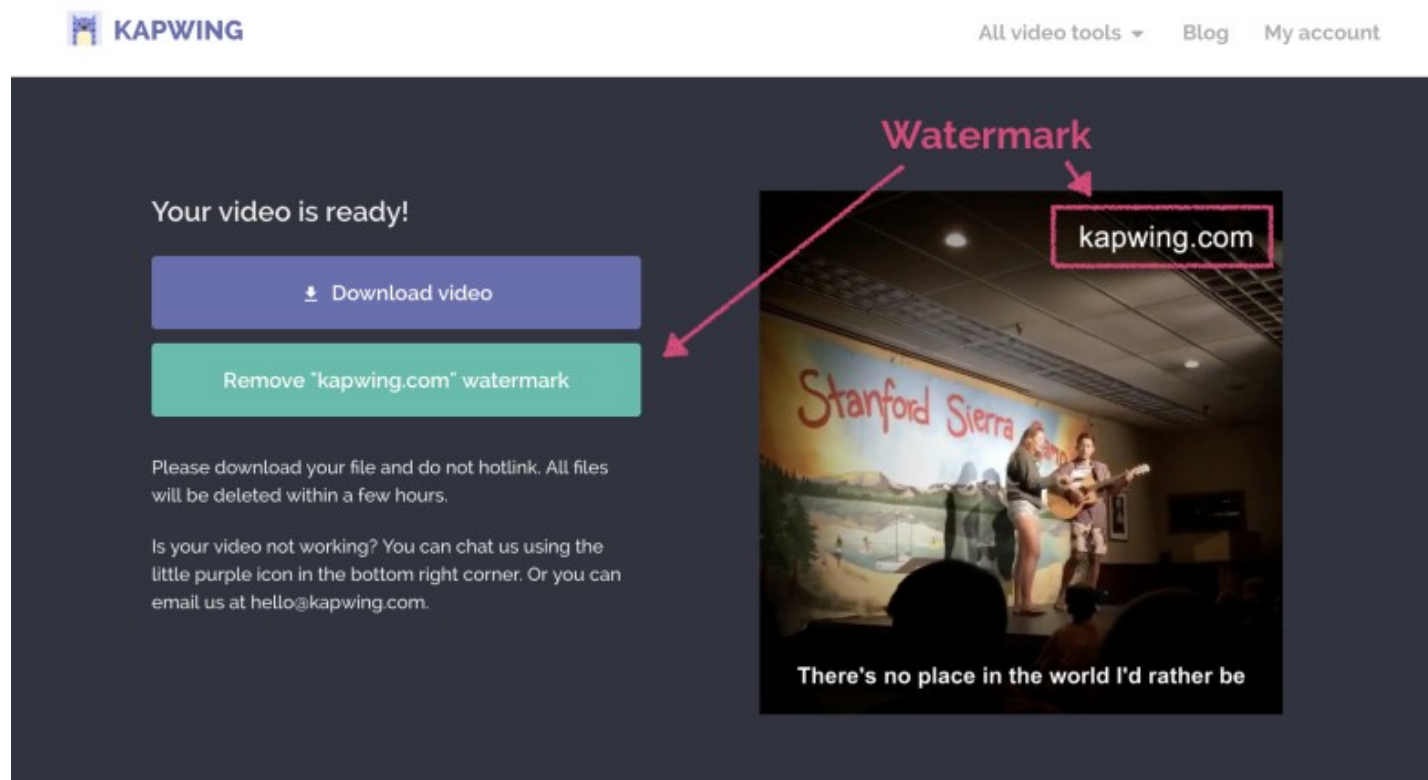 KAPWING
All video tools
Blog
My account
Watermark
Your video is ready!
Download video
Remove "kapwing.com" watermark
Please download your file and do not hotlink. All files
will be deleted within a few hours.
Is your video not working? You can chat us using the
little purple icon in the bottom right corner. Or you can
email us at hello@kapwing.com.
kapwing.com
Stanford Sierra Camp
There's no place in the world I'd rather be